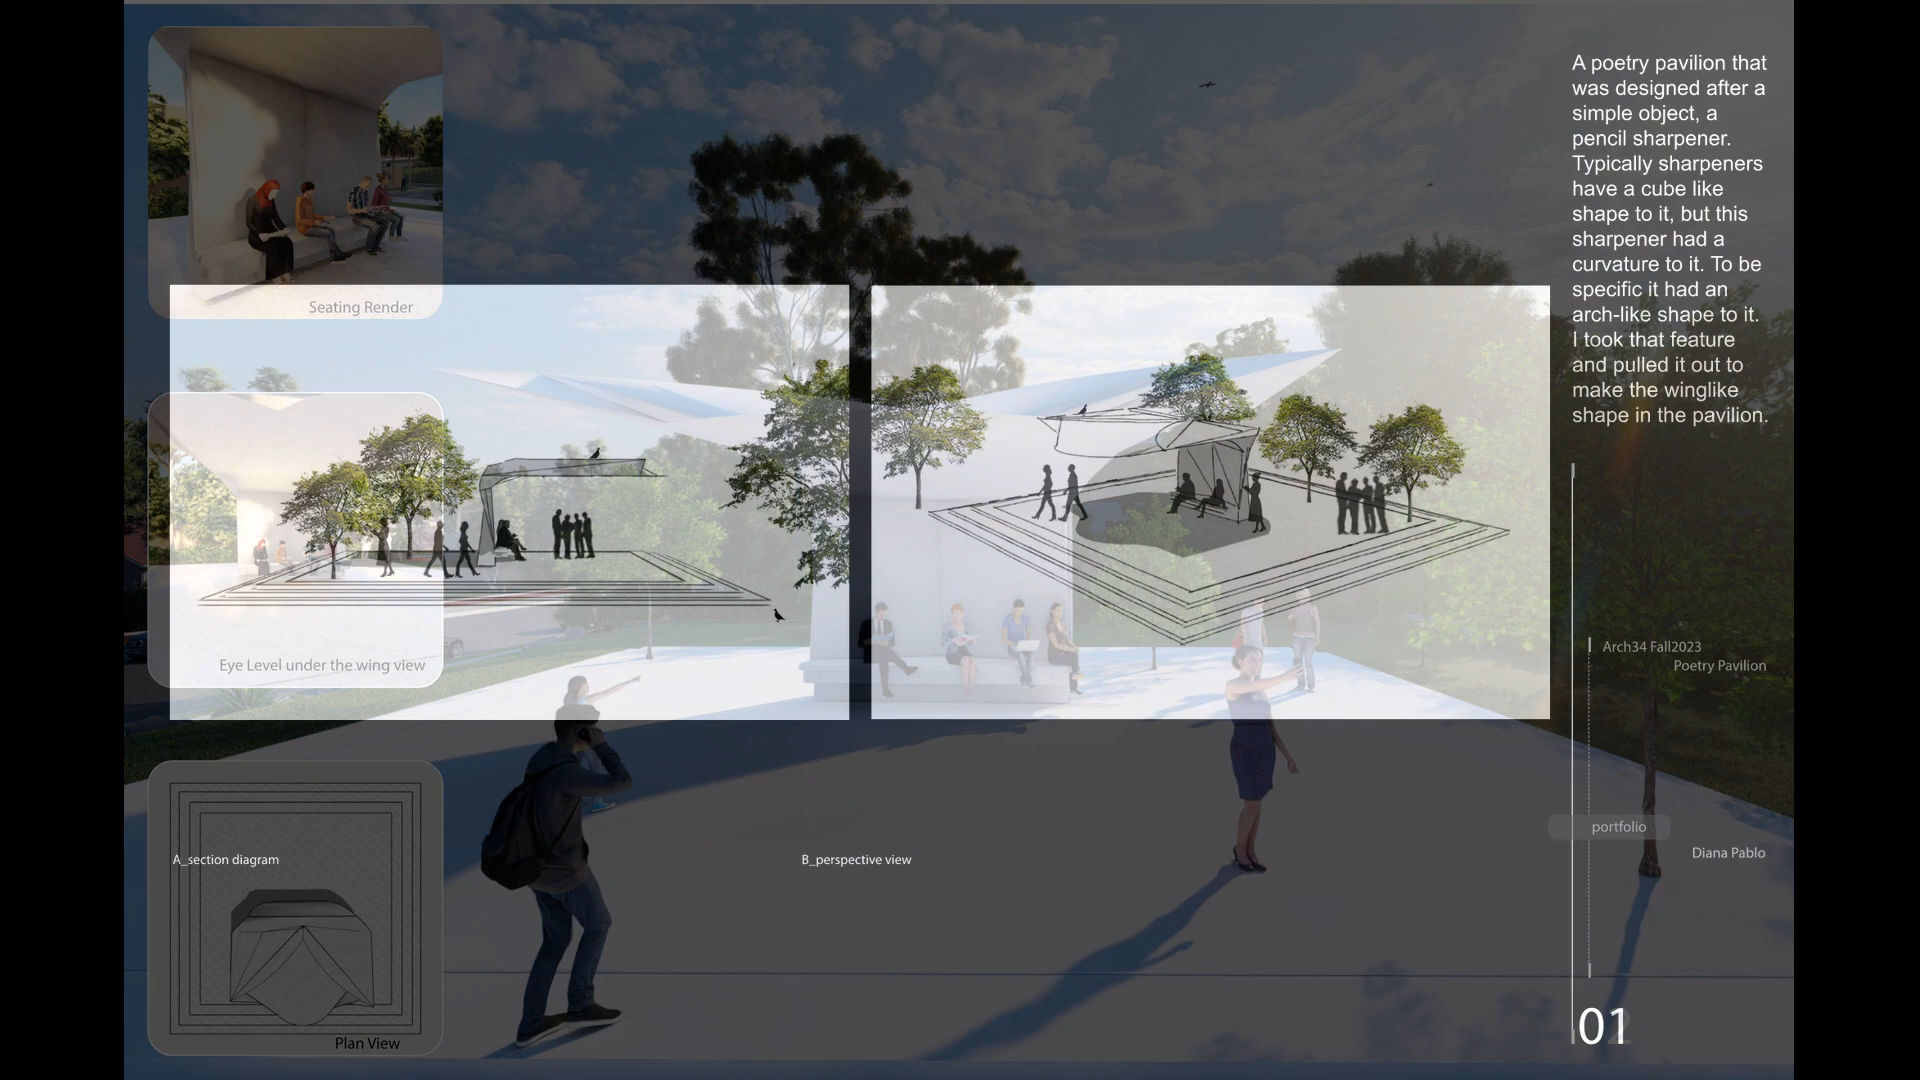 A poetry pavilion that
was designed after a
simple object, a
pencil sharpener.
Typically sharpeners
have a cube like
shape to it, but this
sharpener had a
curvature to it. To be
specific it had an
arch-like shape to it.
I took that feature
and pulled it out to
make the winglike
shape in the pavilion.
Seating Render
Eye Level under the wing view
Arch34 Fall2023
Poetry Pavilion
portfolio
Diana Pablo
A_section diagram
B_perspective view
Plan View
01